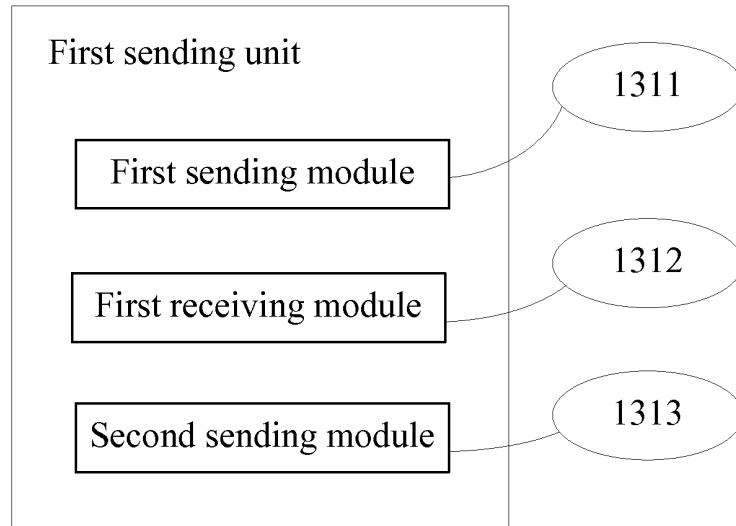 First sending unit
1311
First sending module
1312
First receiving module
1313
Second sending module